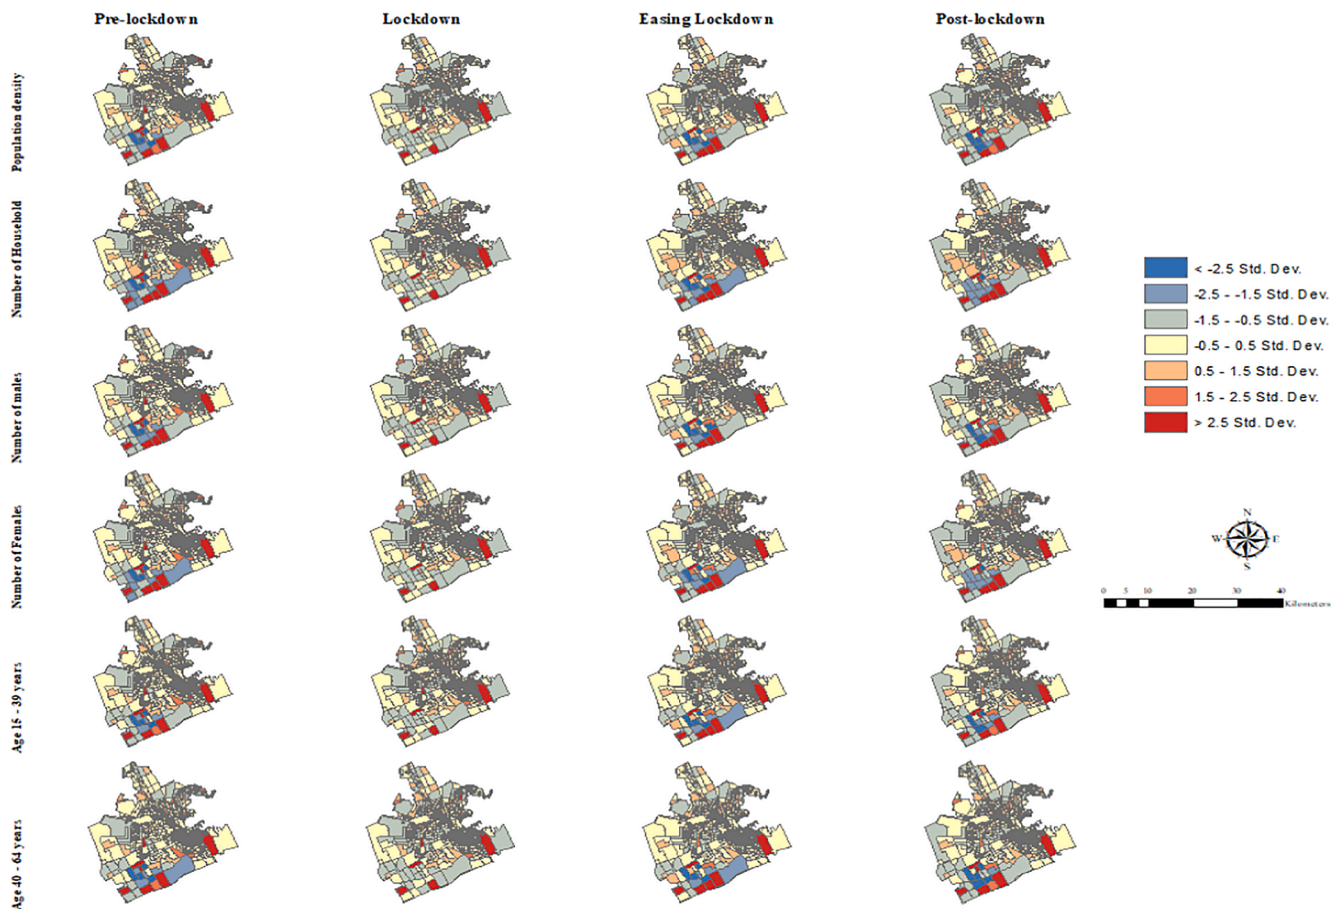 Pre-lockdown
Lockdown
Easing Lockdown
Post-lockdown
Population density
Number of Household
Number of males
Number of Females
Age 15 - 39 years
Age 40 - 64 years
< -2.5 Std. Dev.
-2.5 - -1.5 Std. Dev.
-1.5 - -0.5 Std. Dev.
-0.5 - 0.5 Std. Dev.
0.5 - 1.5 Std. Dev.
1.5 - 2.5 Std. Dev.
> 2.5 Std. Dev.
N
W E
S
0 5 10 20 30 40
Kilometers